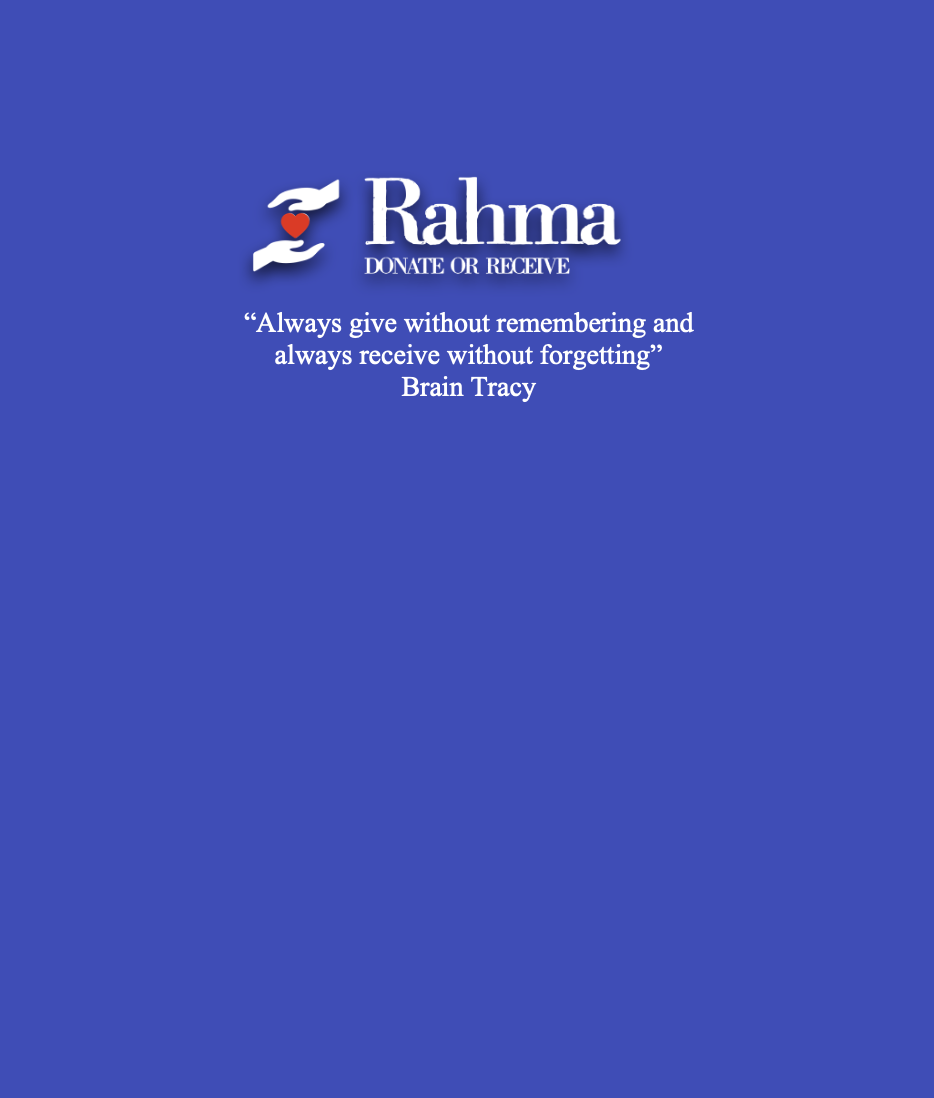 Rahma
DONATE OR RECEIVE
“Always give without remembering and
always receive without forgetting”
Brain Tracy